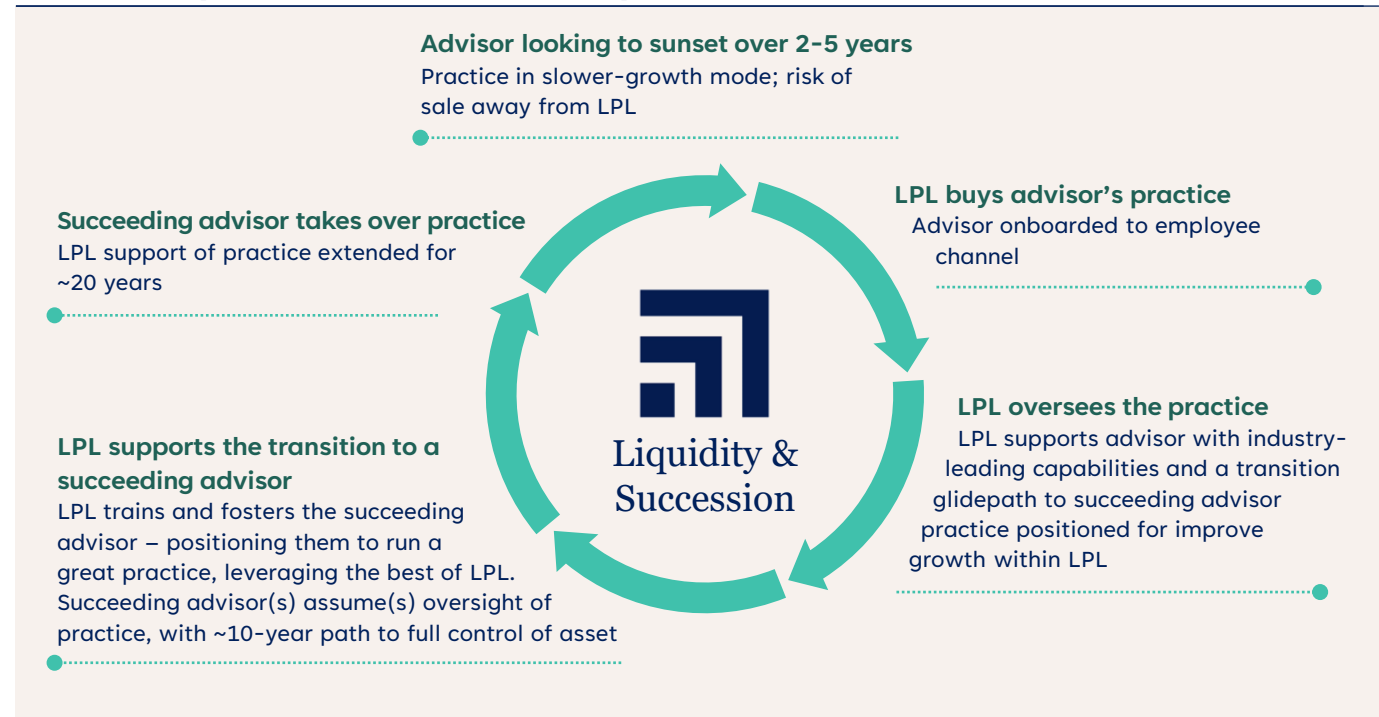 Advisor looking to sunset over 2-5 years
Practice in slower-growth mode; risk of
sale away from LPL
LPL buys advisor's practice
Advisor onboarded to employee
channel
LPL oversees the practice
LPL supports advisor with industry-
leading capabilities and a transition
glidepath to succeeding advisor
practice positioned for improve
growth within LPL
LPL supports the transition to a
succeeding advisor
LPL trains and fosters the succeeding
advisor – positioning them to run a
great practice, leveraging the best of LPL.
Succeeding advisor(s) assume(s) oversight of
practice, with ~10-year path to full control of asset
Succeeding advisor takes over practice
LPL support of practice extended for
~20 years
Liquidity &
Succession